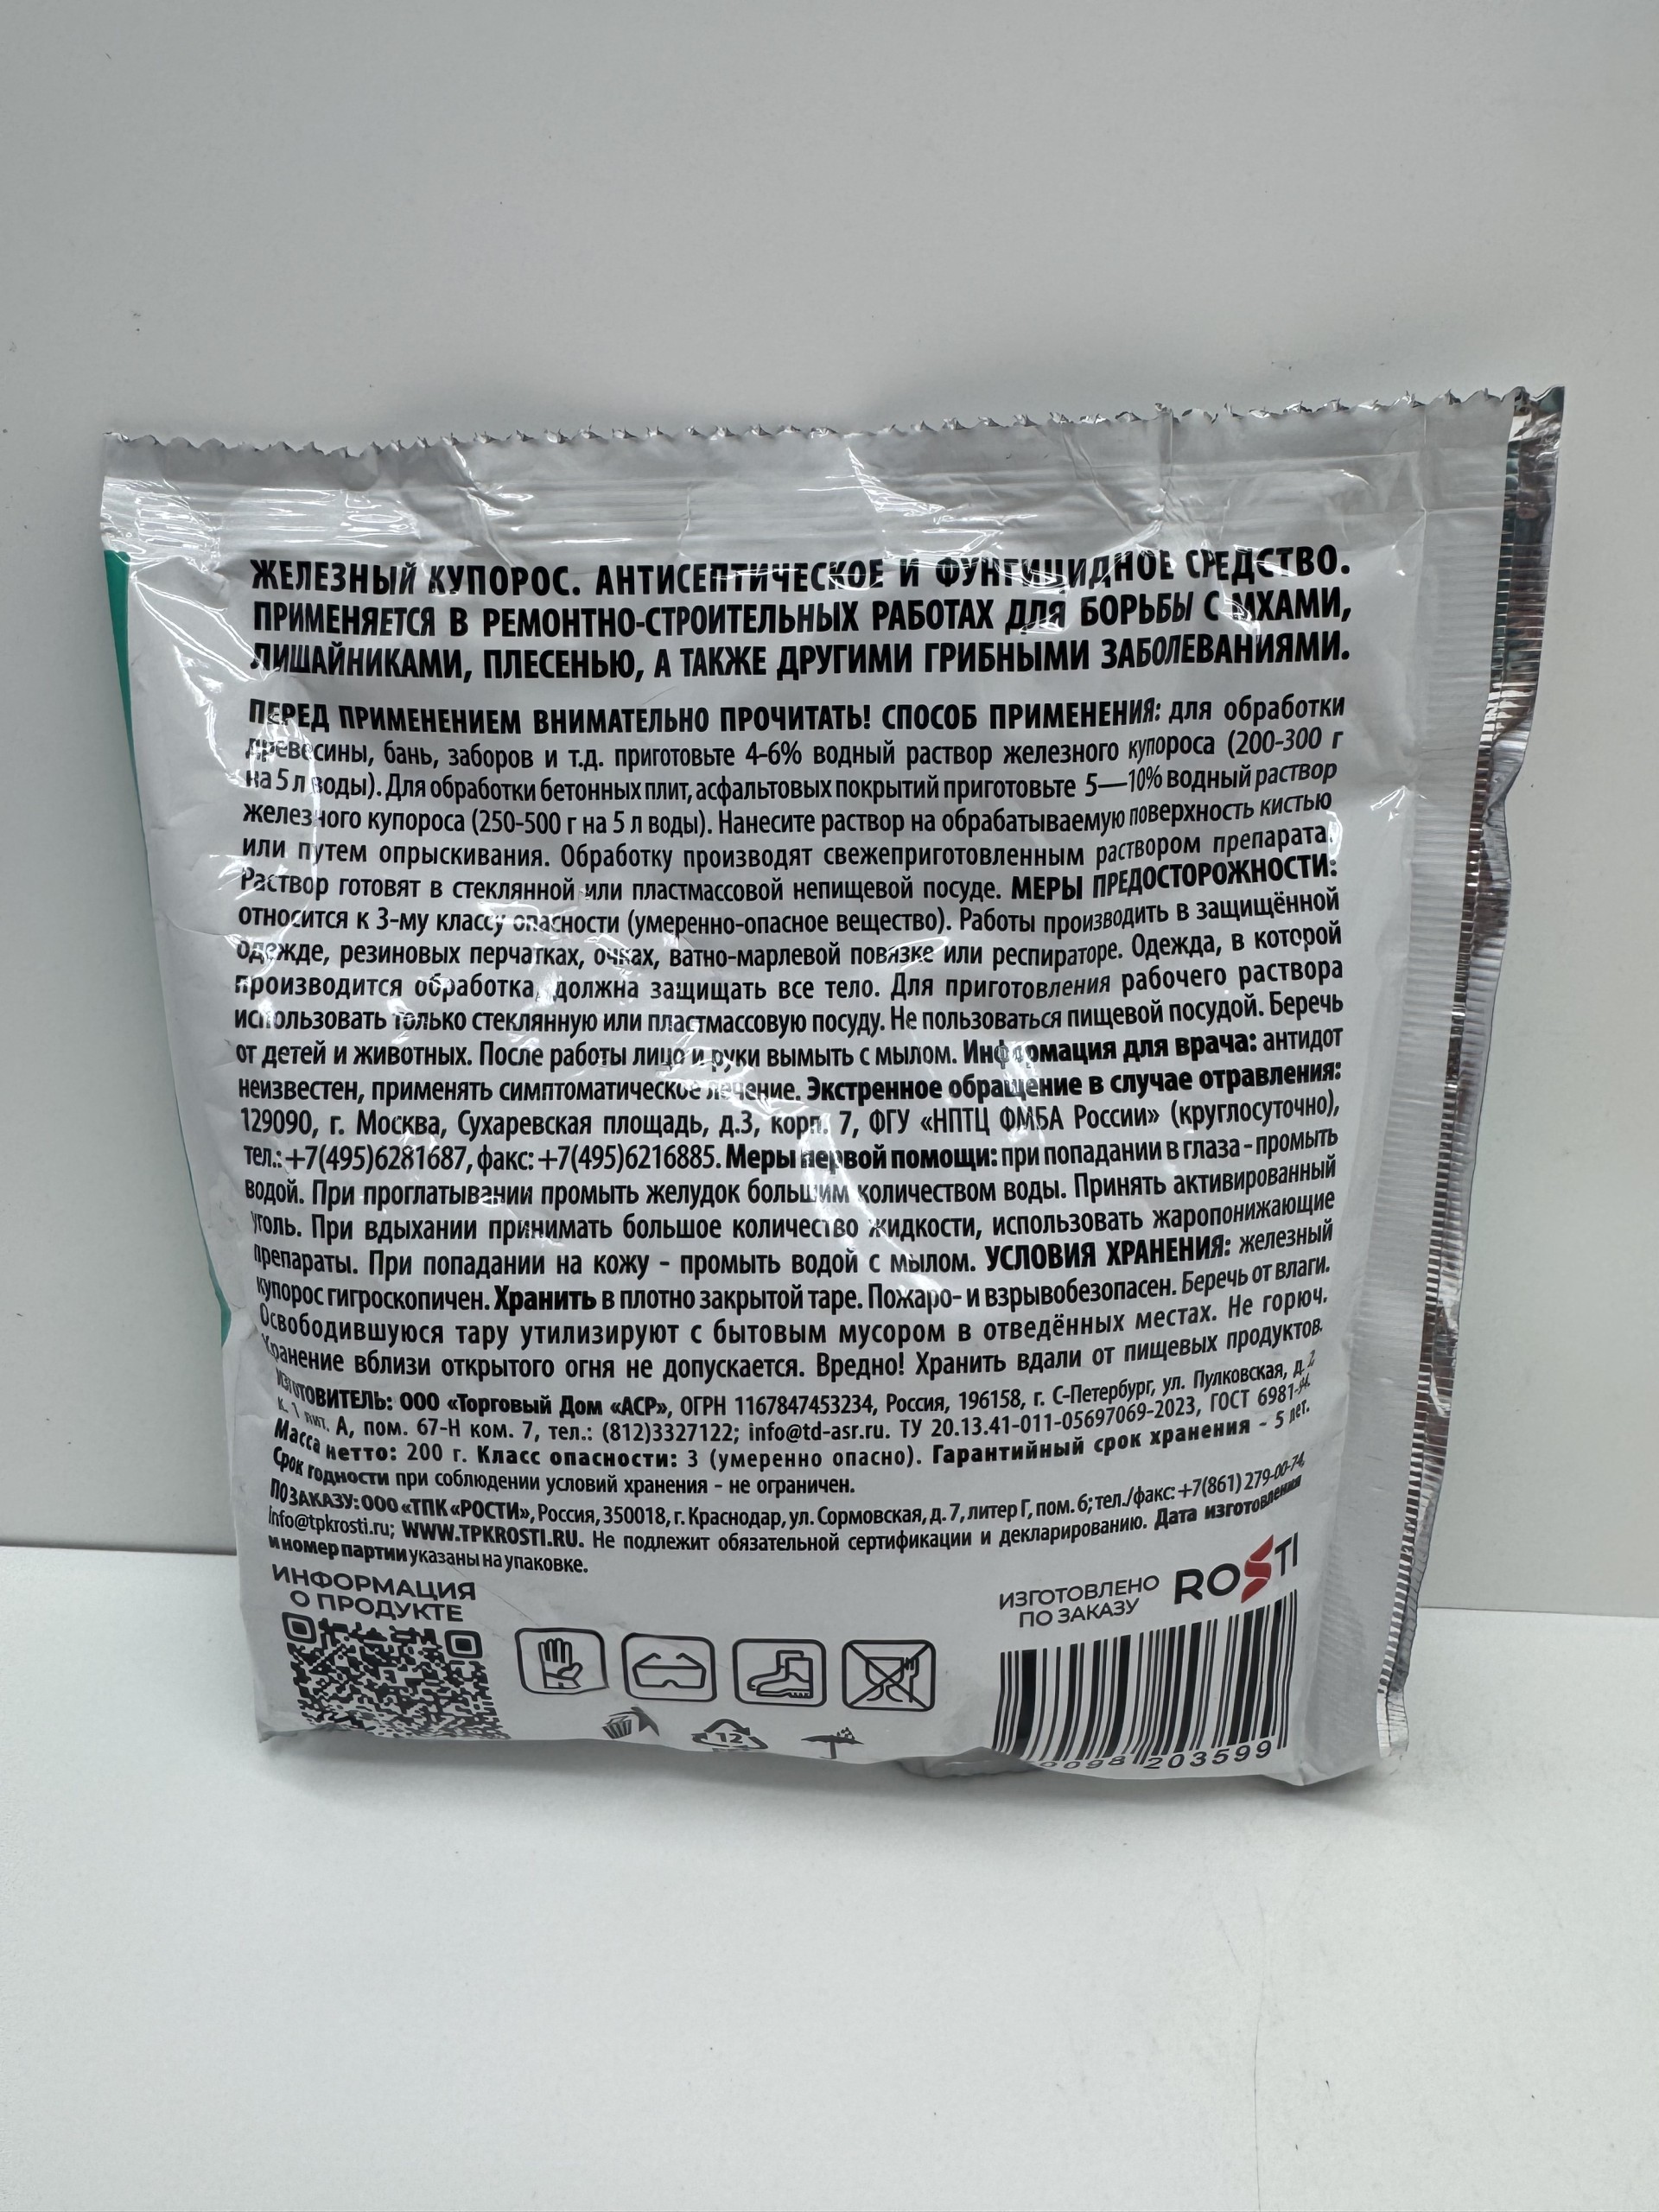 ЖЕЛЕЗНЫЙ КУПОРОС. АНТИСЕПТИЧЕСКОЕ И ФУНГИЦИДНОЕ СРЕДСТВО.
ПРИМЕНЯЕТСЯ В РЕМОНТНО-СТРОИТЕЛЬНЫХ РАБОТАХ ДЛЯ БОРЬБЫ С МХАМИ,
ЛИШАЙНИКАМИ, ПЛЕСЕНЬЮ, А ТАКЖЕ ДРУГИМИ ГРИБНЫМИ ЗАБОЛЕВАНИЯМИ.
ПЕРЕД ПРИМЕНЕНИЕМ ВНИМАТЕЛЬНО ПРОЧИТАТЬ! СПОСОБ ПРИМЕНЕНИЯ: для обработки
древесины, бань, заборов и т.д. приготовьте 4-6% водный раствор железного купороса (200-300 г
на 5 л воды). Для обработки бетонных плит, асфальтовых покрытий приготовьте 5—10% водный раствор
железного купороса (250-500 г на 5 л воды). Нанесите раствор на обрабатываемую поверхность кистью
или путем опрыскивания. Обработку производят свежеприготовленным раствором препарата.
Раствор готовят в стеклянной или пластмассовой непищевой посуде. МЕРЫ ПРЕДОСТОРОЖНОСТИ:
относится к 3-му классу опасности (умеренно-опасное вещество). Работы производить в защищённой
одежде, резиновых перчатках, очках, ватно-марлевой повязке или респираторе. Одежда, в которой
производится обработка, должна защищать все тело. Для приготовления рабочего раствора
использовать только стеклянную или пластмассовую посуду. Не пользоваться пищевой посудой. Беречь
от детей и животных. После работы лицо и руки вымыть с мылом. Информация для врача: антидот
неизвестен, применять симптоматическое лечение. Экстренное обращение в случае отравления:
129090, г. Москва, Сухаревская площадь, д.3, корп. 7, ФГУ «НПТЦ ФМБА России» (круглосуточно),
тел.: +7(495)6281687, факс: +7(495)6216885. Меры первой помощи: при попадании в глаза - промыть
водой. При проглатывании промыть желудок большим количеством воды. Принять активированный
уголь. При вдыхании принимать большое количество жидкости, использовать жаропонижающие
препараты. При попадании на кожу - промыть водой с мылом. УСЛОВИЯ ХРАНЕНИЯ: железный
купорос гигроскопичен. Хранить в плотно закрытой таре. Пожаро- и взрывобезопасен. Беречь от влаги.
Освободившуюся тару утилизируют с бытовым мусором в отведённых местах. Не горюч.
Хранение вблизи открытого огня не допускается. Вредно! Хранить вдали от пищевых продуктов.
ИЗГОТОВИТЕЛЬ: ООО «Торговый Дом «АСР», ОГРН 1167847453234, Россия, 196158, г. С-Петербург, ул. Пулковская, д. 2
к. 1 лит. А, пом. 67-Н ком. 7, тел.: (812)3327122; info@td-asr.ru. ТУ 20.13.41-011-05697069-2023, ГОСТ 6981-94.
Масса нетто: 200 г. Класс опасности: 3 (умеренно опасно). Гарантийный срок хранения - 5 лет.
Срок годности при соблюдении условий хранения - не ограничен.
ПО ЗАКАЗУ: ООО «ТПК «РОСТИ», Россия, 350018, г. Краснодар, ул. Сормовская, д. 7, литер Г, пом. 6; тел./факс: +7(861) 279-00-74,
info@tpkrosti.ru; WWW.TPKROSTI.RU. Не подлежит обязательной сертификации и декларированию. Дата изготовления
и номер партии указаны на упаковке.
ИНФОРМАЦИЯ
О ПРОДУКТЕ
ИЗГОТОВЛЕНО
ПО ЗАКАЗУ
ROSTI
12
203599